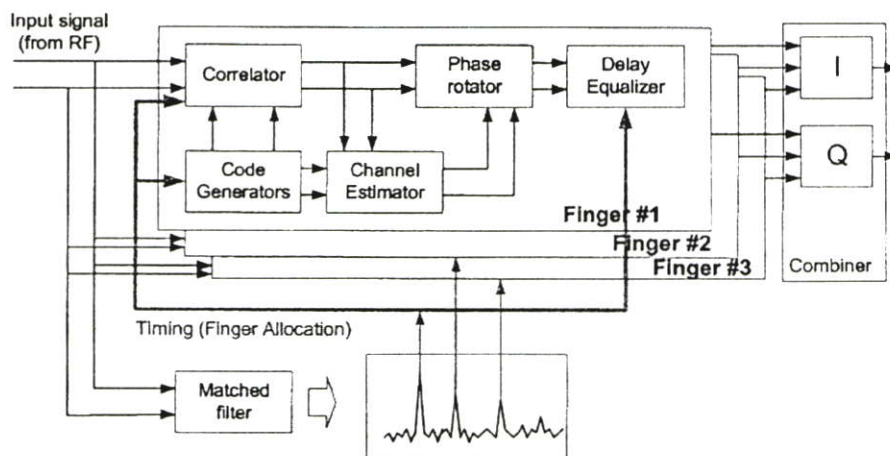 Input signal
(from RF)
Correlator
Phase
rotator
Delay
Equalizer
I
Code
Generators
Channel
Estimator
Q
Finger #1
Finger #2
Finger #3
Combiner
Timing (Finger Allocation)
Matched
filter